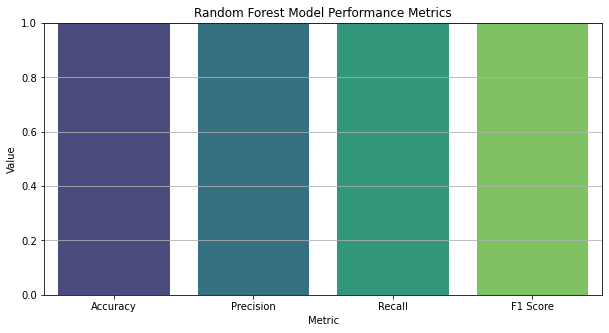 Random Forest Model Performance Metrics
Value
1.0
0.8
0.6
0.4
0.2
0.0
Accuracy Precision Recall F1 Score
Metric